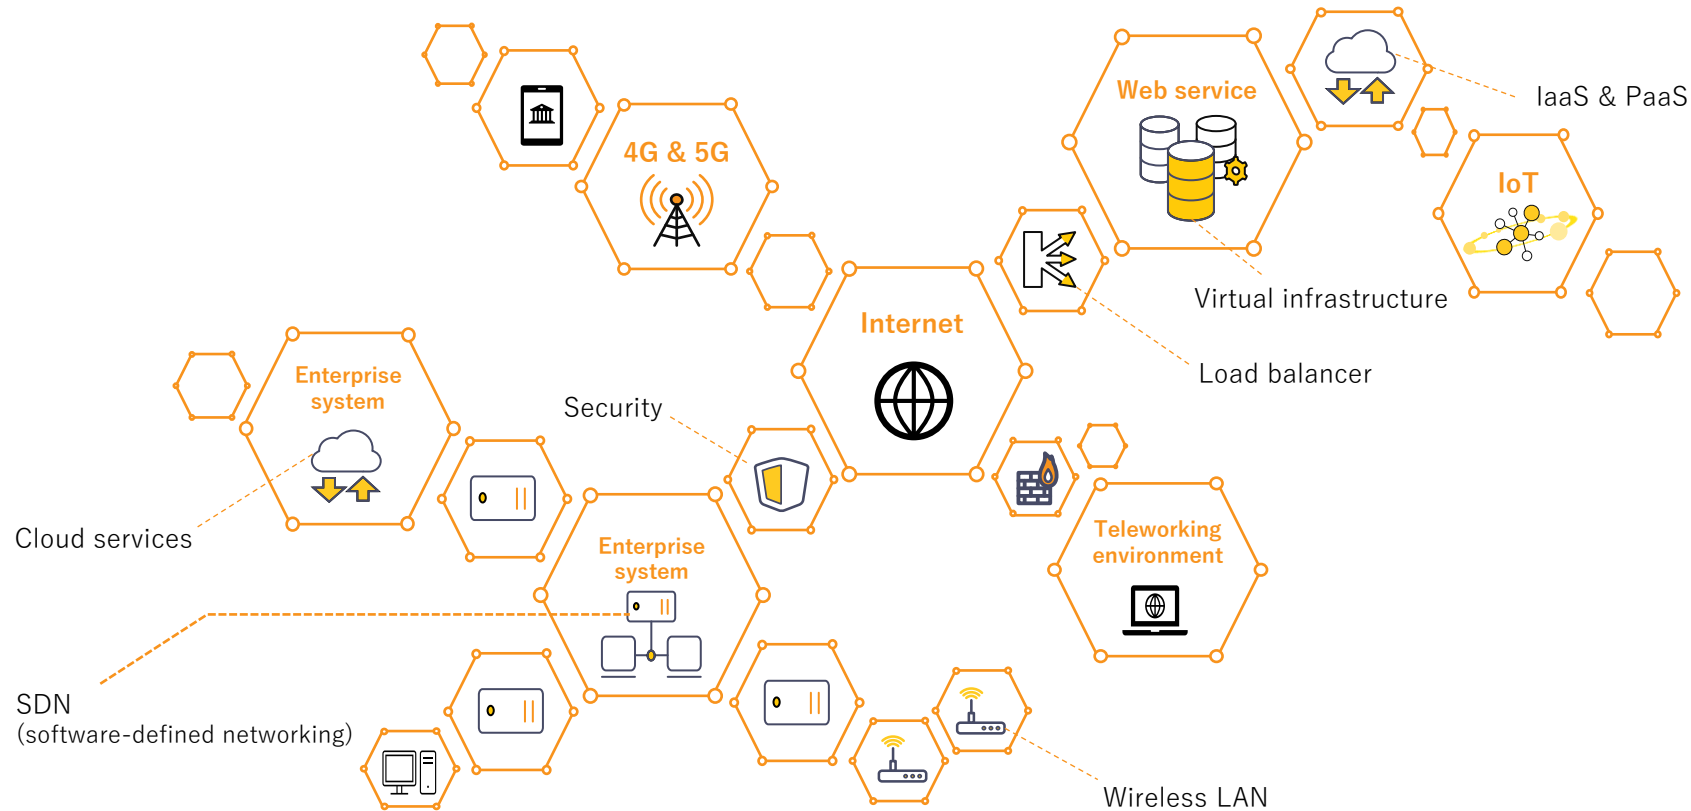 Web service
IaaS & PaaS
4G & 5G
IoT
Virtual infrastructure
Internet
Load balancer
Enterprise
system
Security
Cloud services
Teleworking
environment
Enterprise
system
SDN
(software-defined networking)
Wireless LAN